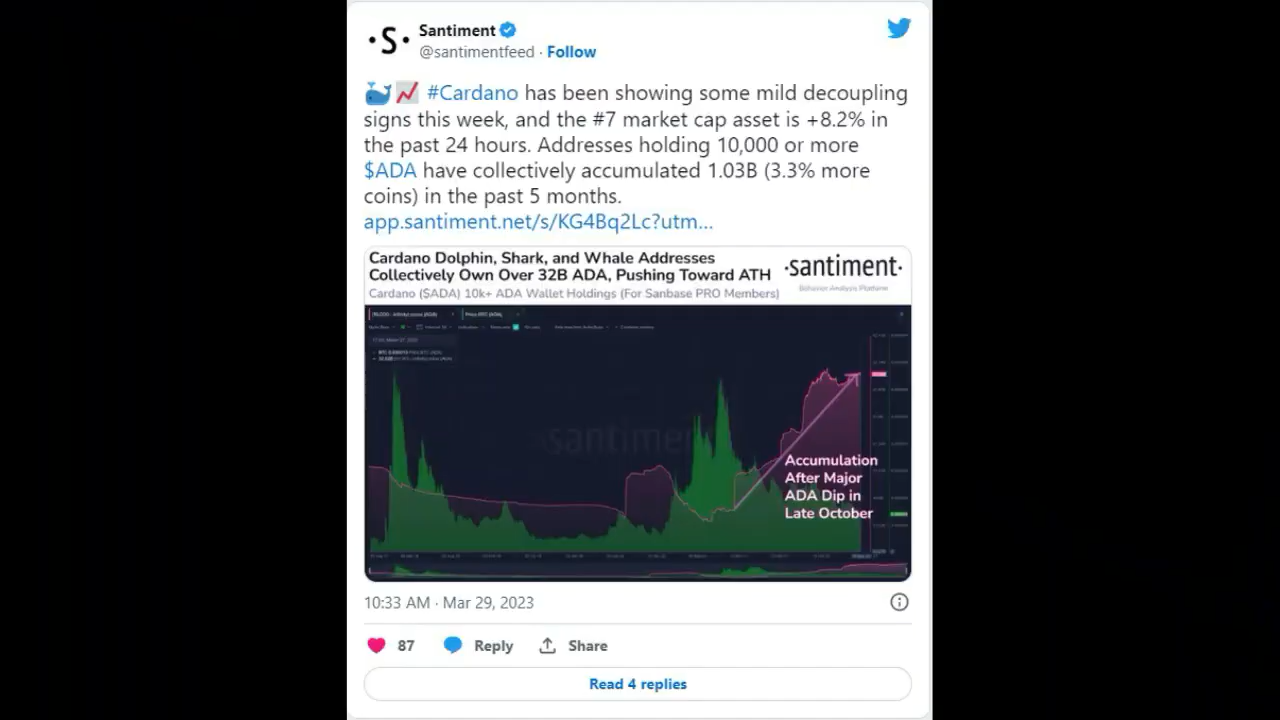 Santiment
@santimentfeed · Follow
#Cardano has been showing some mild decoupling
signs this week, and the #7 market cap asset is +8.2% in
the past 24 hours. Addresses holding 10,000 or more
$ADA have collectively accumulated 1.03B (3.3% more
coins) in the past 5 months.
app.santiment.net/s/KG4Bq2Lc?utm...
Cardano Dolphin, Shark, and Whale Addresses
Collectively Own Over 32B ADA, Pushing Toward ATH
Cardano ($ADA) 10k+ ADA Wallet Holdings (For Sanbase PRO Members)
·santiment·
Behavior Analysis Platform
santiment
Accumulation
After Major
ADA Dip in
Late October
10:33 AM · Mar 29, 2023
87 Reply Share
Read 4 replies